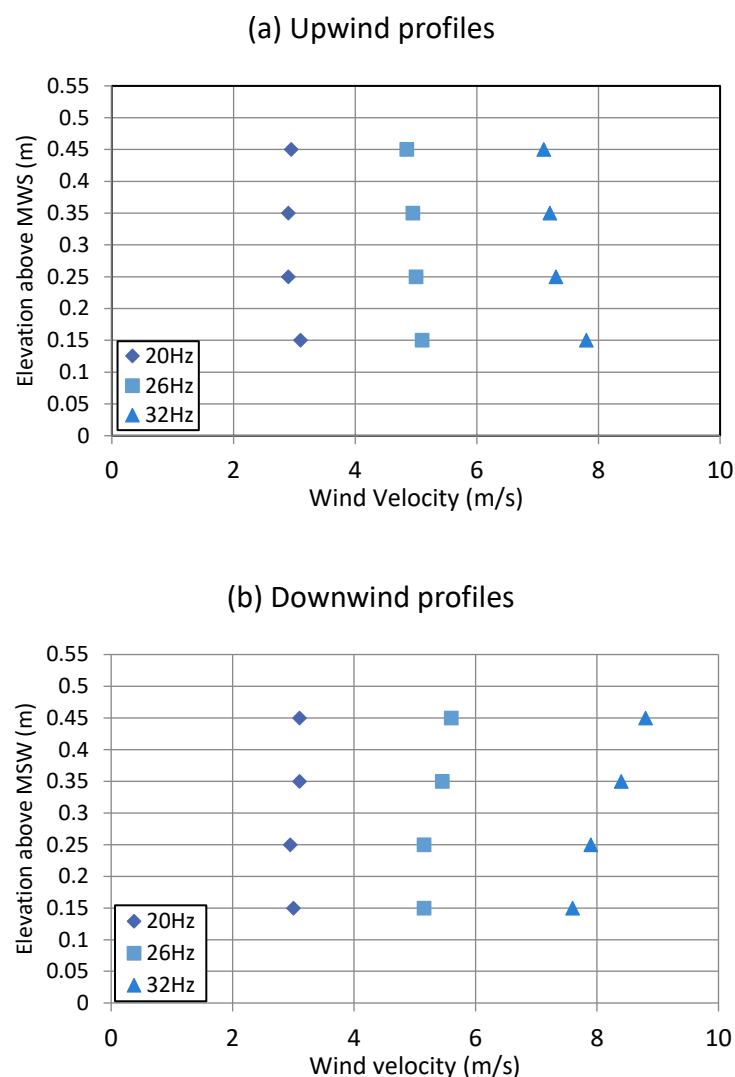 (a) Upwind profiles
0.55
0.5
0.45
0.4
0.35
0.3
0.25
0.2
0.15
0.1
0.05
0
Elevation above MWS (m)
20Hz
26Hz
32Hz
0 2 4 6 8 10
Wind Velocity (m/s)
(b) Downwind profiles
0.55
0.5
0.45
0.4
0.35
0.3
0.25
0.2
0.15
0.1
0.05
0
Elevation above MSW (m)
20Hz
26Hz
32Hz
0 2 4 6 8 10
Wind velocity (m/s)